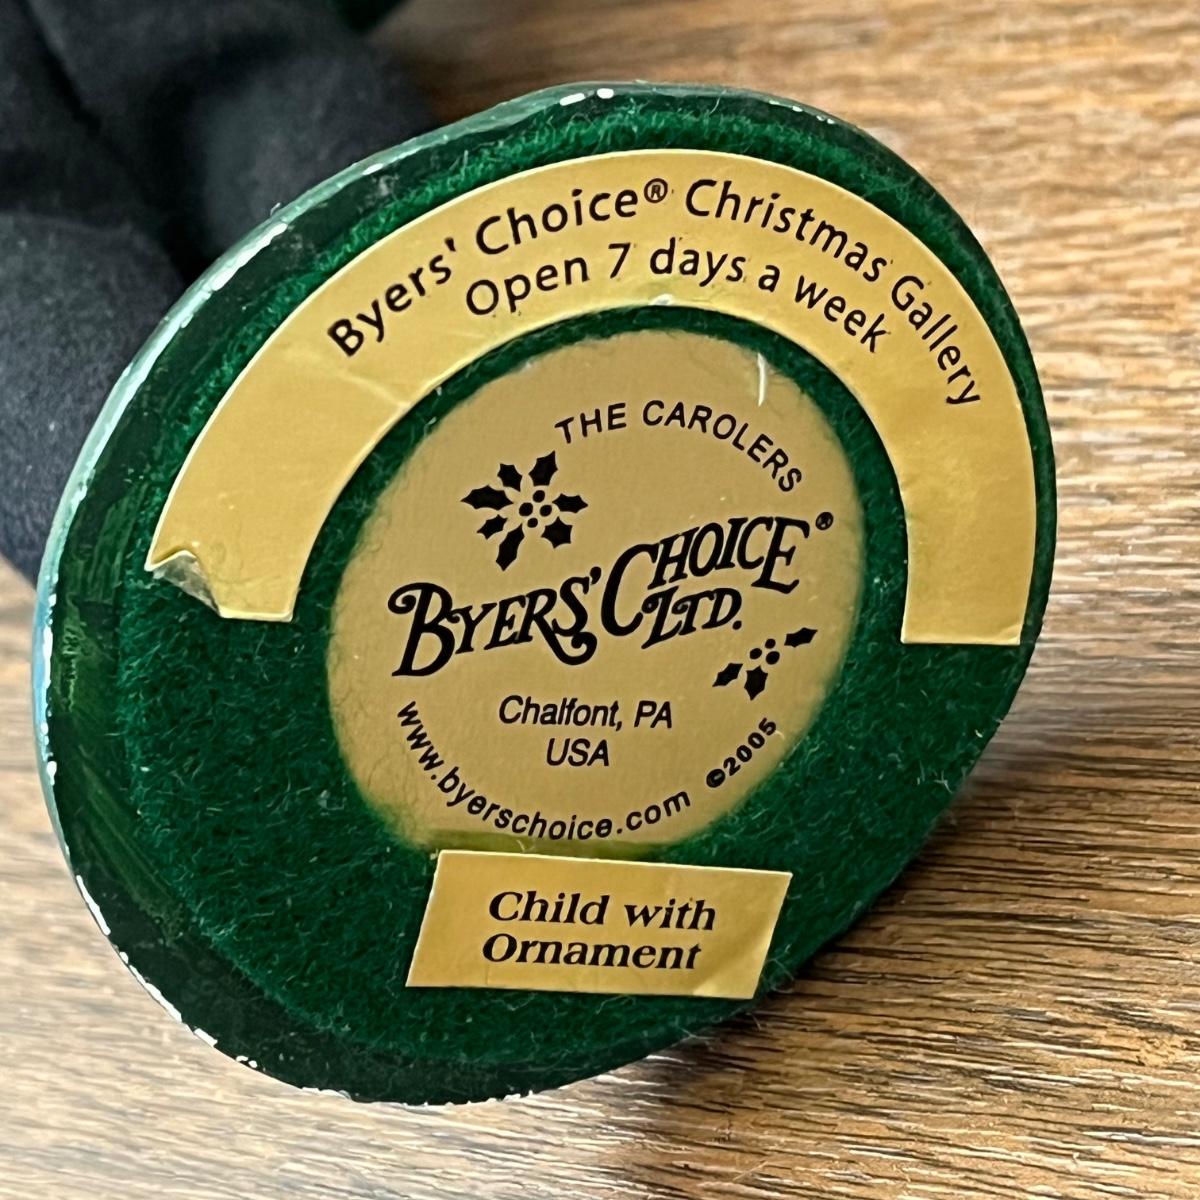 Byers' Choice® Christmas Gallery
Open 7 days a week
THE CAROLERS
BYERS' CHOICE®
LTD.
Chalfont, PA
USA
www.byerschoice.com ©2005
Child with
Ornament